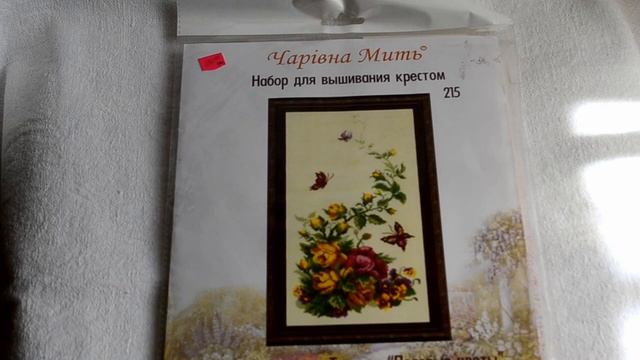 Чарівна Мить®
Набор для вышивания крестом
215